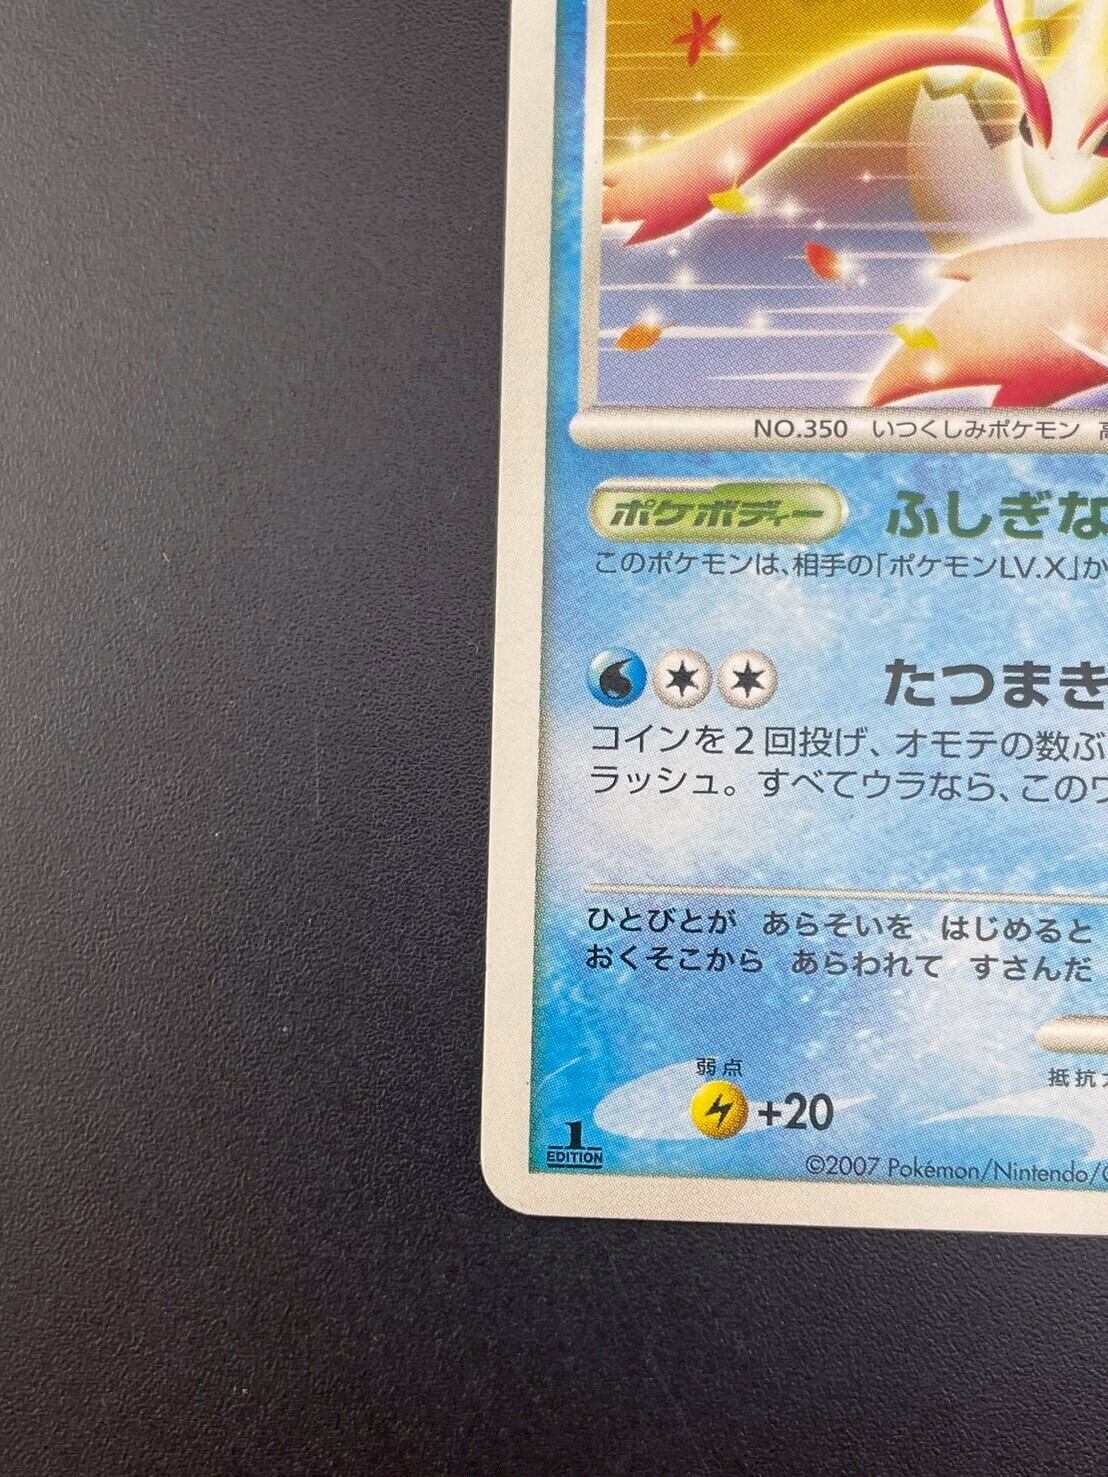 NO.350 いつくしみポケモン 高
ポケボディー ふしぎな
このポケモンは、相手の「ポケモンLV.X」か
たつまき
コインを2回投げ、オモテの数ぶ
ラッシュ。すべてウラなら、このワ
ひとびとが あらそいを はじめると
おくそこから あらわれて すさんだ
弱点
抵抗力
+20
1
EDITION
©2007 Pokémon/Nintendo/C